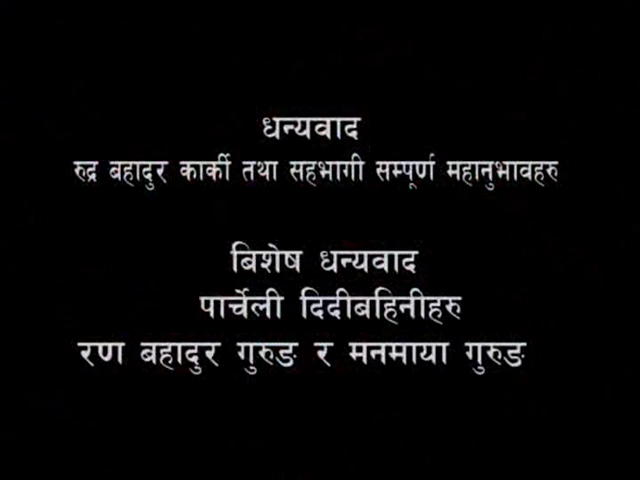 धन्यवाद
रुद्र बहादुर कार्की तथा सहभागी सम्पूर्ण महानुभावहरु
बिशेष धन्यवाद
पार्चेली दिदीबहिनीहरु
रण बहादुर गुरुङ र मनमाया गुरुङ